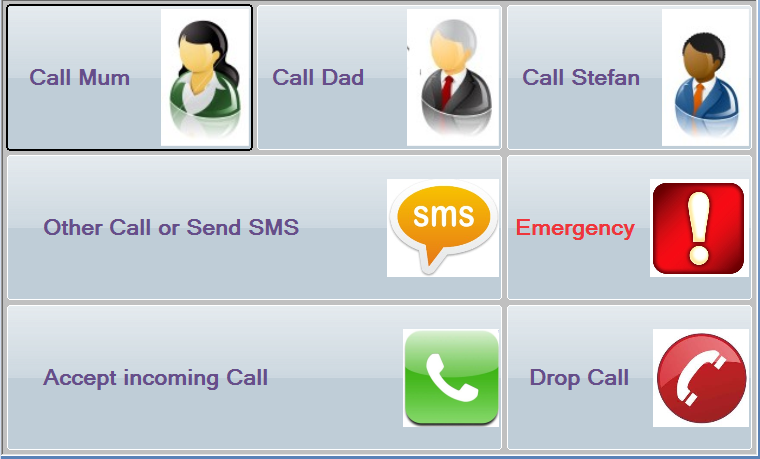 Call Mum
Call Dad
Call Stefan
Other Call or Send SMS
sms
Emergency
!
Accept incoming Call
Drop Call